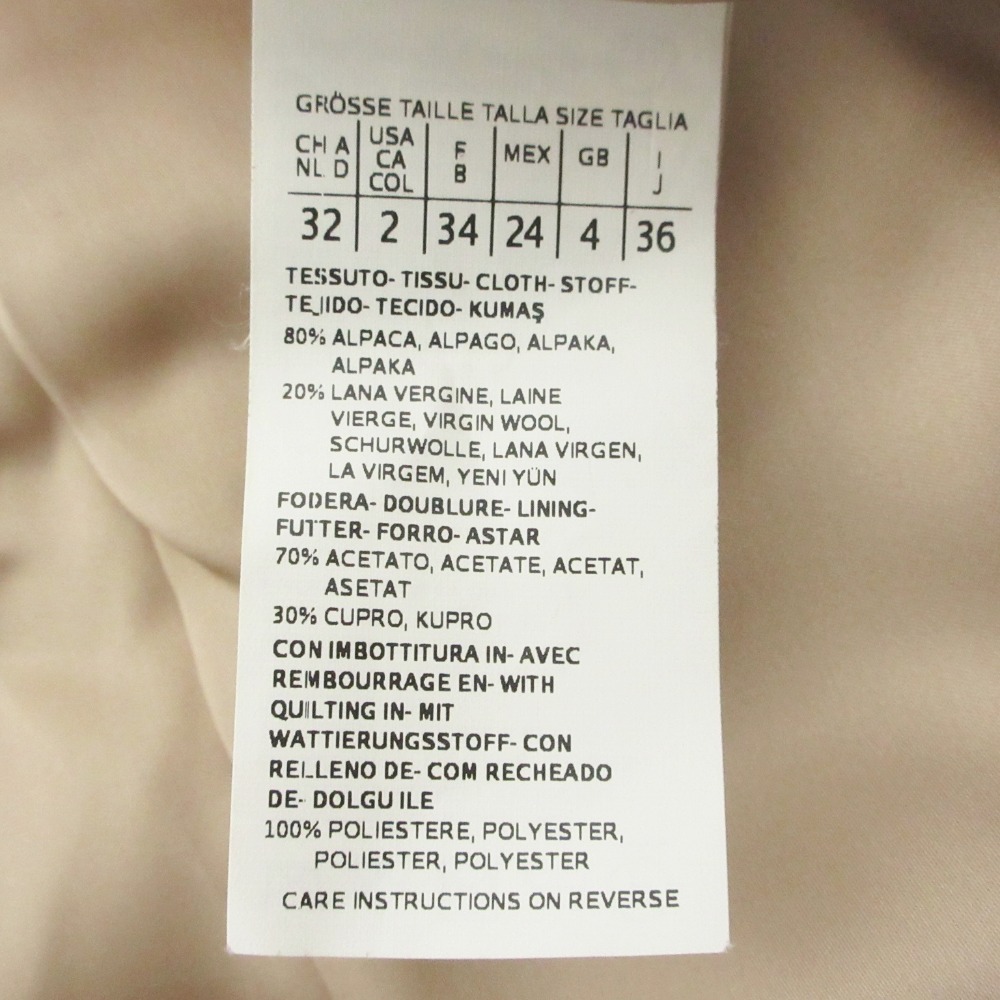 GRÖSSE TAILLE TALLA SIZE TAGLIA
CH A NL D | USA CA COL | F B | MEX | GB | I J
32 | 2 | 34 | 24 | 4 | 36
TESSUTO- TISSU- CLOTH- STOFF-
TEJIDO- TECIDO- KUMAŞ
80% ALPACA, ALPAGO, ALPAKA,
ALPAKA
20% LANA VERGINE, LAINE
VIERGE, VIRGIN WOOL,
SCHURWOLLE, LANA VIRGEN,
LA VIRGEM, YENI YÜN
FODERA- DOUBLURE- LINING-
FUTTER- FORRO- ASTAR
70% ACETATO, ACETATE, ACETAT,
ASETAT
30% CUPRO, KUPRO
CON IMBOTTITURA IN- AVEC
REMBOURRAGE EN- WITH
QUILTING IN- MIT
WATTIERUNGSSTOFF- CON
RELLENO DE- COM RECHEADO
DE- DOLGU ILE
100% POLIESTERE, POLYESTER,
POLIESTER, POLYESTER
CARE INSTRUCTIONS ON REVERSE